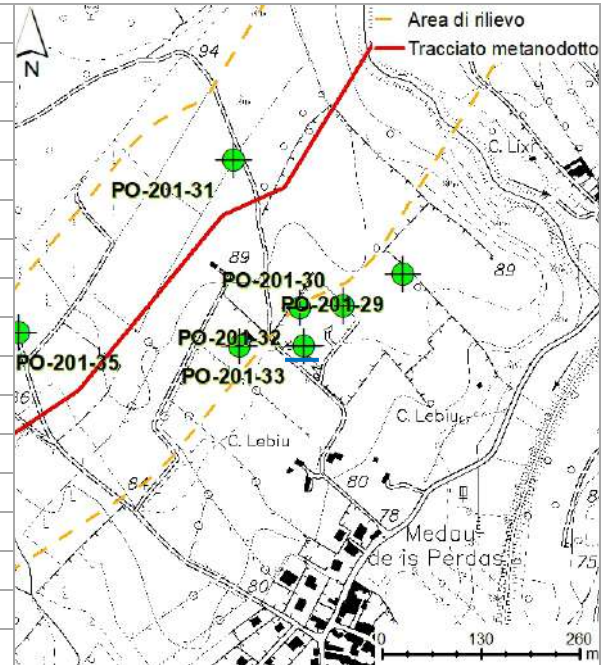 Area di rilievo
Tracciato metanodotto
N
94
C. Lixi
PO-201-31
89
PO-201-30
89
PO-201-29
PO-201-32
PO-201-35
PO-201-33
86
C. Lebiu
C. Lebiu
84
80
78
Medau
de is Perdas
80
75
0 130 260
m